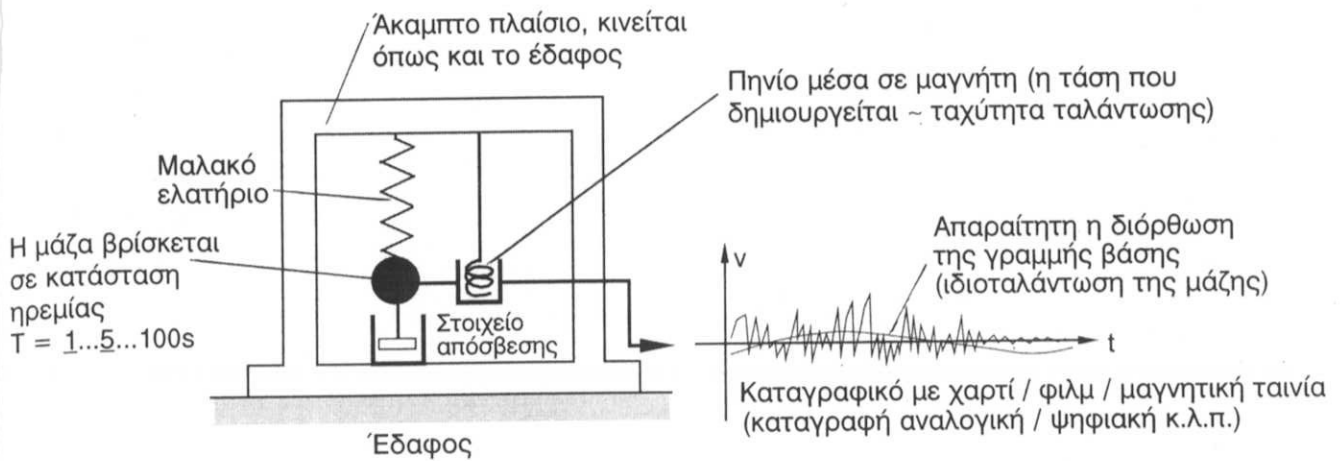 Άκαμπτο πλαίσιο, κινείται
όπως και το έδαφος
Πηνίο μέσα σε μαγνήτη (η τάση που
δημιουργείται ~ ταχύτητα ταλάντωσης)
Μαλακό
ελατήριο
Η μάζα βρίσκεται
σε κατάσταση
ηρεμίας
T = 1...5...100s
Στοιχείο
απόσβεσης
Έδαφος
Απαραίτητη η διόρθωση
της γραμμής βάσης
(ιδιοταλάντωση της μάζης)
v
t
Καταγραφικό με χαρτί / φιλμ / μαγνητική ταινία
(καταγραφή αναλογική / ψηφιακή κ.λ.π.)